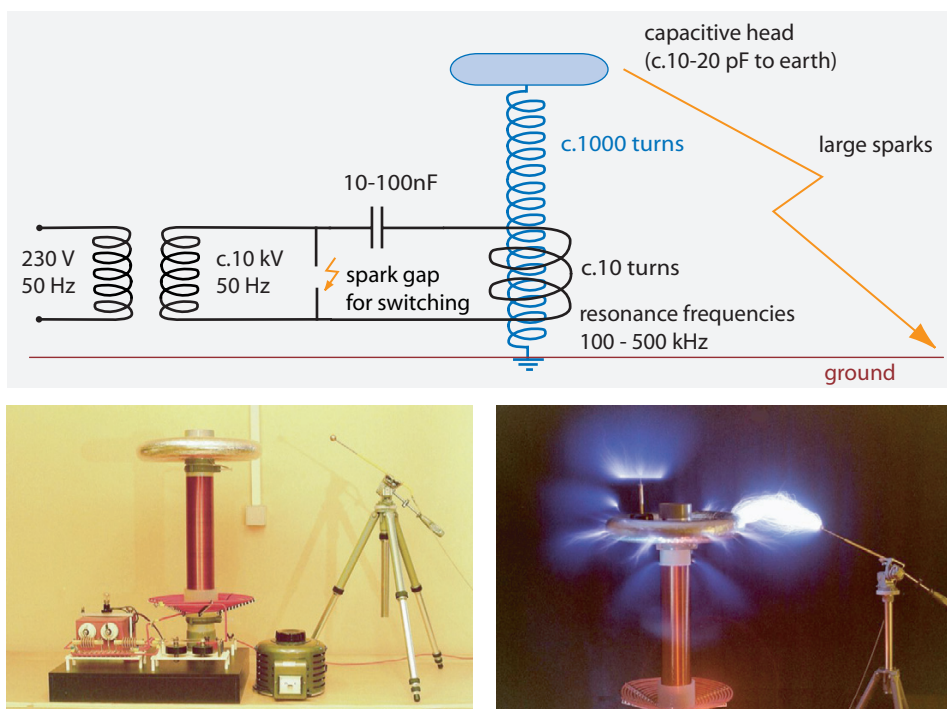 capacitive head
(c.10-20 pF to earth)
large sparks
c.1000 turns
10-100nF
230 V
50 Hz
c.10 kV
50 Hz
spark gap
for switching
c.10 turns
resonance frequencies
100 - 500 kHz
ground